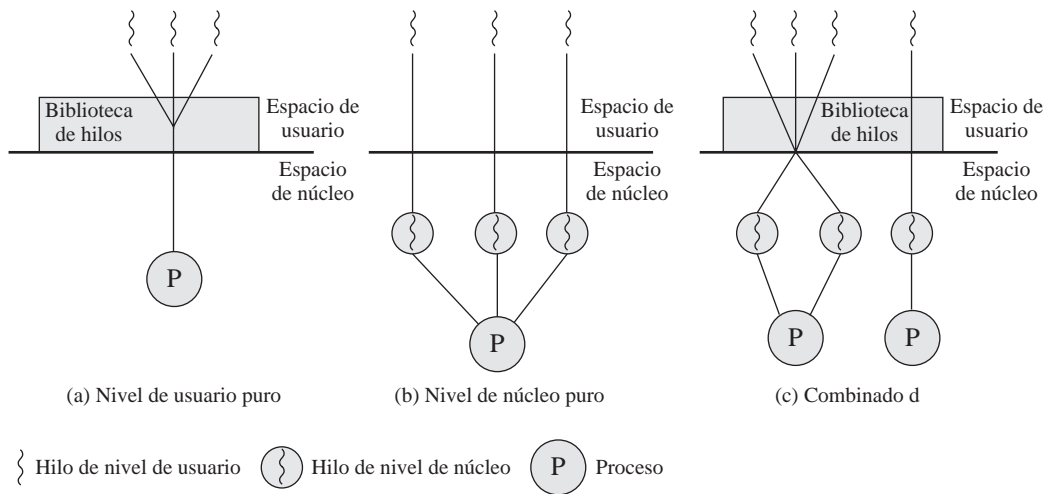 Biblioteca
de hilos
Espacio de
usuario
Espacio
de núcleo
P
(a) Nivel de usuario puro
Espacio de
usuario
Espacio
de núcleo
P
(b) Nivel de núcleo puro
Biblioteca
de hilos
Espacio de
usuario
Espacio
de núcleo
P
P
(c) Combinado d
Hilo de nivel de usuario
Hilo de nivel de núcleo
P
Proceso